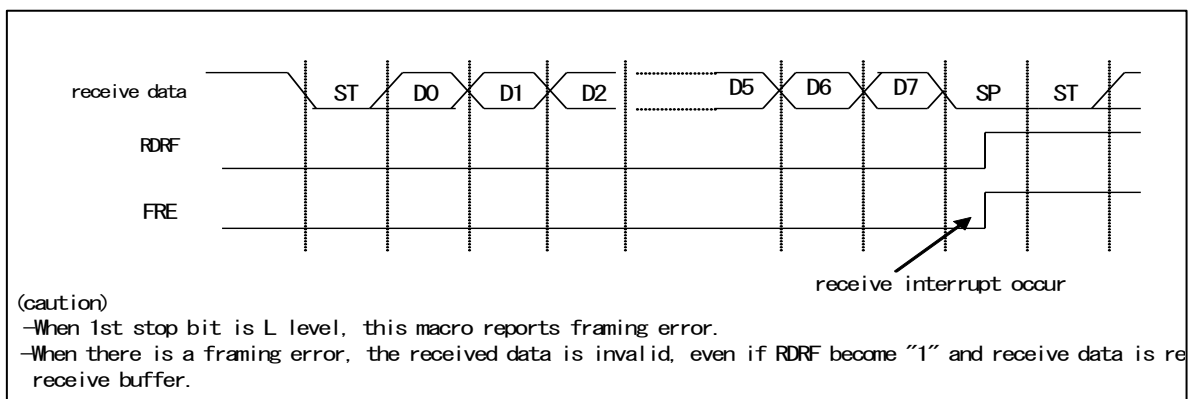 receive data ST D0 D1 D2 D5 D6 D7 SP ST
RDRF
FRE
receive interrupt occur
(caution)
-When 1st stop bit is L level, this macro reports framing error.
-When there is a framing error, the received data is invalid, even if RDRF become "1" and receive data is re
receive buffer.